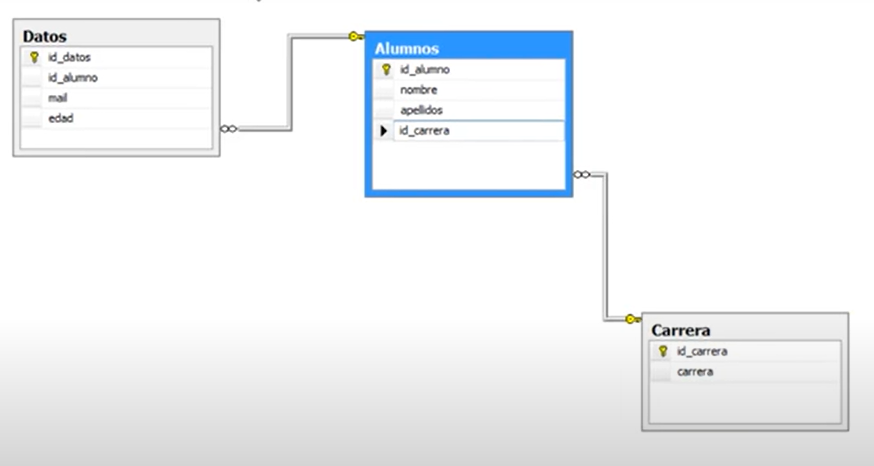 Datos
id_datos
id_alumno
mail
edad
Alumnos
id_alumno
nombre
apellidos
id_carrera
Carrera
id_carrera
carrera